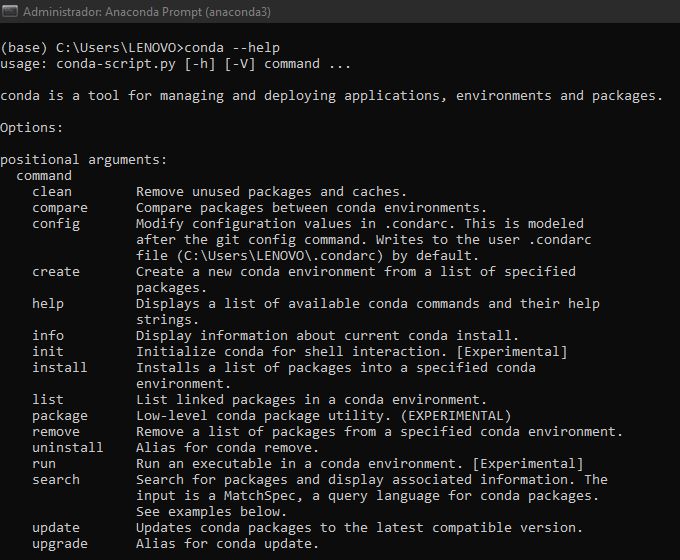 Administrador: Anaconda Prompt (anaconda3)
(base) C:\Users\LENOVO>conda --help
usage: conda-script.py [-h] [-V] command ...
conda is a tool for managing and deploying applications, environments and packages.
Options:
positional arguments:
command
clean Remove unused packages and caches.
compare Compare packages between conda environments.
config Modify configuration values in .condarc. This is modeled
after the git config command. Writes to the user .condarc
file (C:\Users\LENOVO\.condarc) by default.
create Create a new conda environment from a list of specified
packages.
help Displays a list of available conda commands and their help
strings.
info Display information about current conda install.
init Initialize conda for shell interaction. [Experimental]
install Installs a list of packages into a specified conda
environment.
list List linked packages in a conda environment.
package Low-level conda package utility. (EXPERIMENTAL)
remove Remove a list of packages from a specified conda environment.
uninstall Alias for conda remove.
run Run an executable in a conda environment. [Experimental]
search Search for packages and display associated information. The
input is a MatchSpec, a query language for conda packages.
See examples below.
update Updates conda packages to the latest compatible version.
upgrade Alias for conda update.